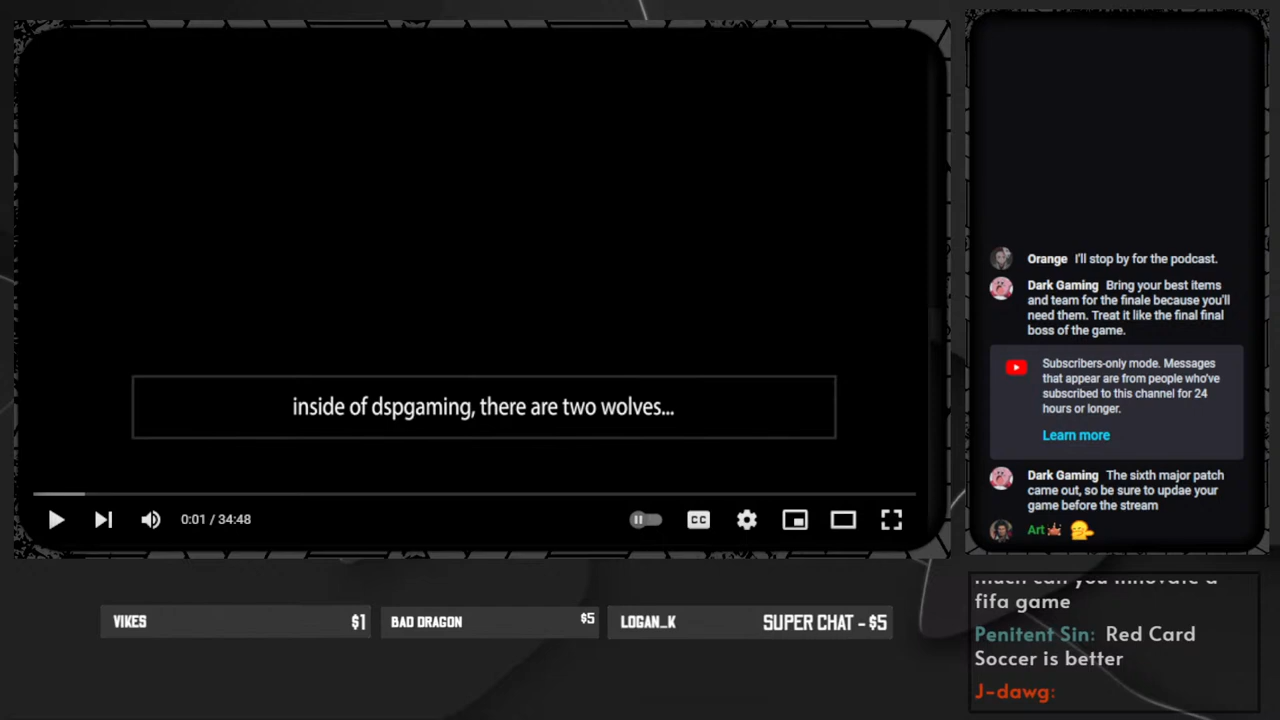 inside of dspgaming, there are two wolves...
0:01 / 34:48
CC
VIKES $1
BAD DRAGON $5
LOGAN_K SUPER CHAT - $5
Orange I'll stop by for the podcast.
Dark Gaming Bring your best items
and team for the finale because you'll
need them. Treat it like the final final
boss of the game.
Subscribers-only mode. Messages
that appear are from people who've
subscribed to this channel for 24
hours or longer.
Learn more
Dark Gaming The sixth major patch
came out, so be sure to updae your
game before the stream
Art
much can you innovate a
fifa game
Penitent Sin: Red Card
Soccer is better
J-dawg: